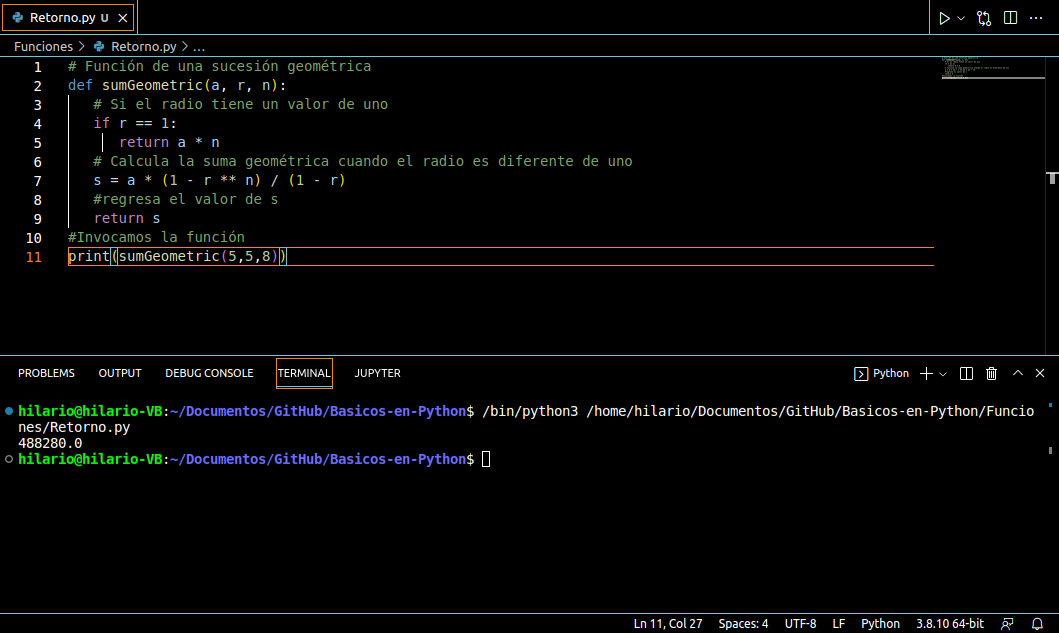 Retorno.py U
Funciones > Retorno.py > ...
1 # Función de una sucesión geométrica
2 def sumGeometric(a, r, n):
3 # Si el radio tiene un valor de uno
4 if r == 1:
5 return a * n
6 # Calcula la suma geométrica cuando el radio es diferente de uno
7 s = a * (1 - r ** n) / (1 - r)
8 #regresa el valor de s
9 return s
10 #Invocamos la función
11 print(sumGeometric(5,5,8))
PROBLEMS OUTPUT DEBUG CONSOLE TERMINAL JUPYTER Python
hilario@hilario-VB:~/Documentos/GitHub/Basicos-en-Python$ /bin/python3 /home/hilario/Documentos/GitHub/Basicos-en-Python/Funcio
nes/Retorno.py
488280.0
hilario@hilario-VB:~/Documentos/GitHub/Basicos-en-Python$
Ln 11, Col 27 Spaces: 4 UTF-8 LF Python 3.8.10 64-bit